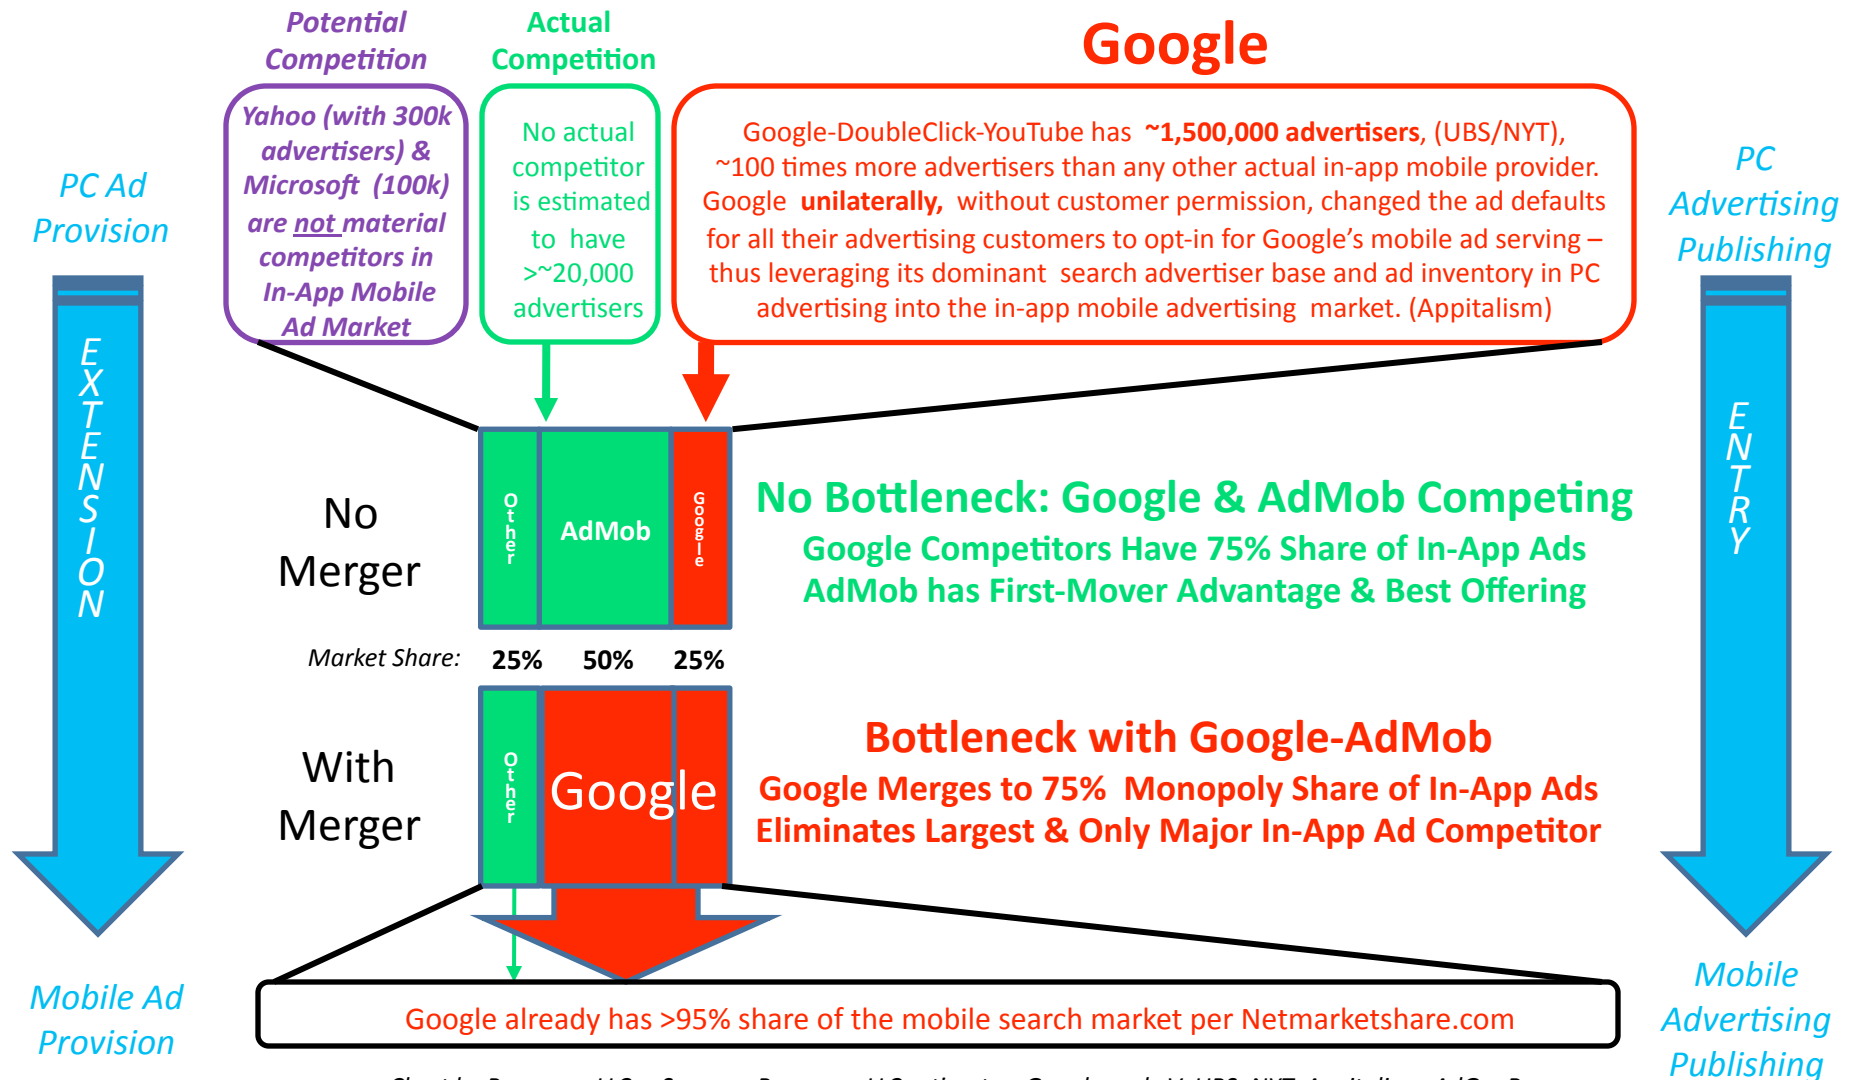 Potential
Competition
Actual
Competition
Google
Yahoo (with 300k
advertisers) &
Microsoft (100k)
are not material
competitors in
In-App Mobile
Ad Market
No actual
competitor
is estimated
to have
>~20,000
advertisers
Google-DoubleClick-YouTube has ~1,500,000 advertisers, (UBS/NYT),
~100 times more advertisers than any other actual in-app mobile provider.
Google unilaterally, without customer permission, changed the ad defaults
for all their advertising customers to opt-in for Google's mobile ad serving –
thus leveraging its dominant search advertiser base and ad inventory in PC
advertising into the in-app mobile advertising market. (Appitalism)
PC Ad
Provision
EXTENSION
Mobile Ad
Provision
PC
Advertising
Publishing
ENTRY
Mobile
Advertising
Publishing
No
Merger
Other
AdMob
Google
No Bottleneck: Google & AdMob Competing
Google Competitors Have 75% Share of In-App Ads
AdMob has First-Mover Advantage & Best Offering
Market Share: 25% 50% 25%
With
Merger
Other
Google
Bottleneck with Google-AdMob
Google Merges to 75% Monopoly Share of In-App Ads
Eliminates Largest & Only Major In-App Ad Competitor
Google already has >95% share of the mobile search market per Netmarketshare.com